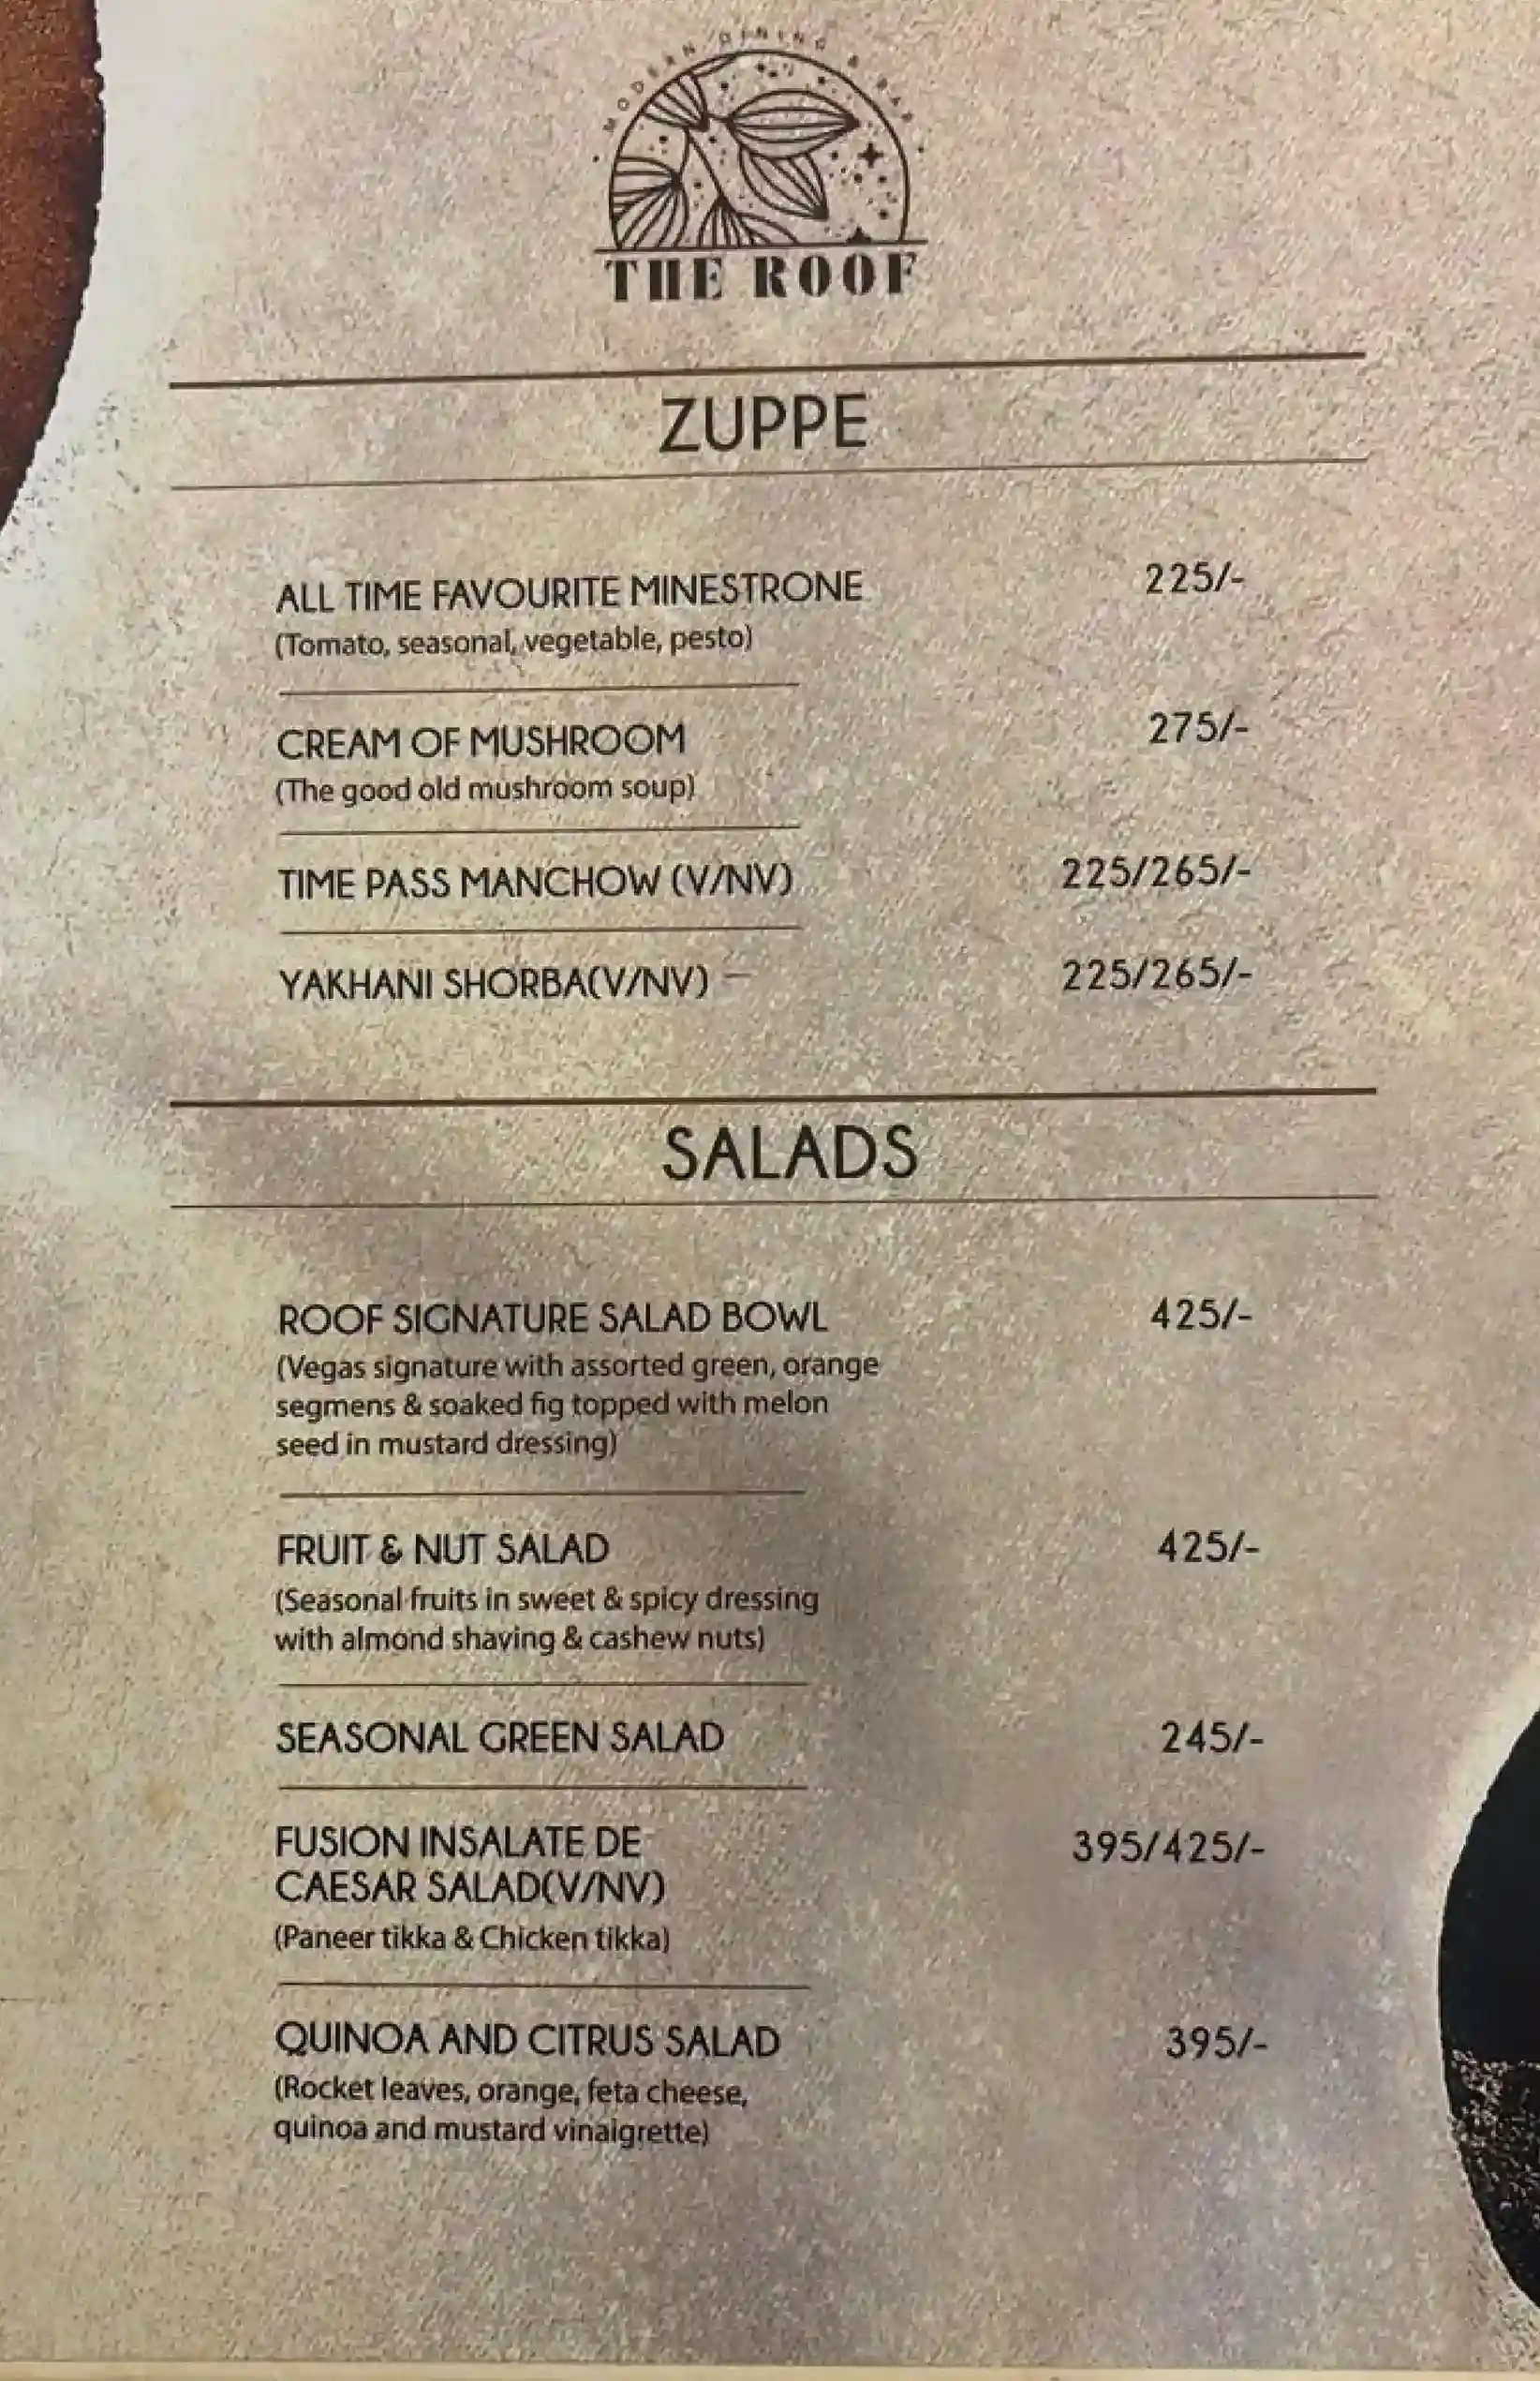 MODERN DINING & BAR
THE ROOF
ZUPPE
ALL TIME FAVOURITE MINESTRONE 225/-
(Tomato, seasonal, vegetable, pesto)
CREAM OF MUSHROOM 275/-
(The good old mushroom soup)
TIME PASS MANCHOW (V/NV) 225/265/-
YAKHANI SHORBA(V/NV) 225/265/-
SALADS
ROOF SIGNATURE SALAD BOWL 425/-
(Vegas signature with assorted green, orange
segmens & soaked fig topped with melon
seed in mustard dressing)
FRUIT & NUT SALAD 425/-
(Seasonal fruits in sweet & spicy dressing
with almond shaving & cashew nuts)
SEASONAL GREEN SALAD 245/-
FUSION INSALATE DE 395/425/-
CAESAR SALAD(V/NV)
(Paneer tikka & Chicken tikka)
QUINOA AND CITRUS SALAD 395/-
(Rocket leaves, orange, feta cheese,
quinoa and mustard vinaigrette)